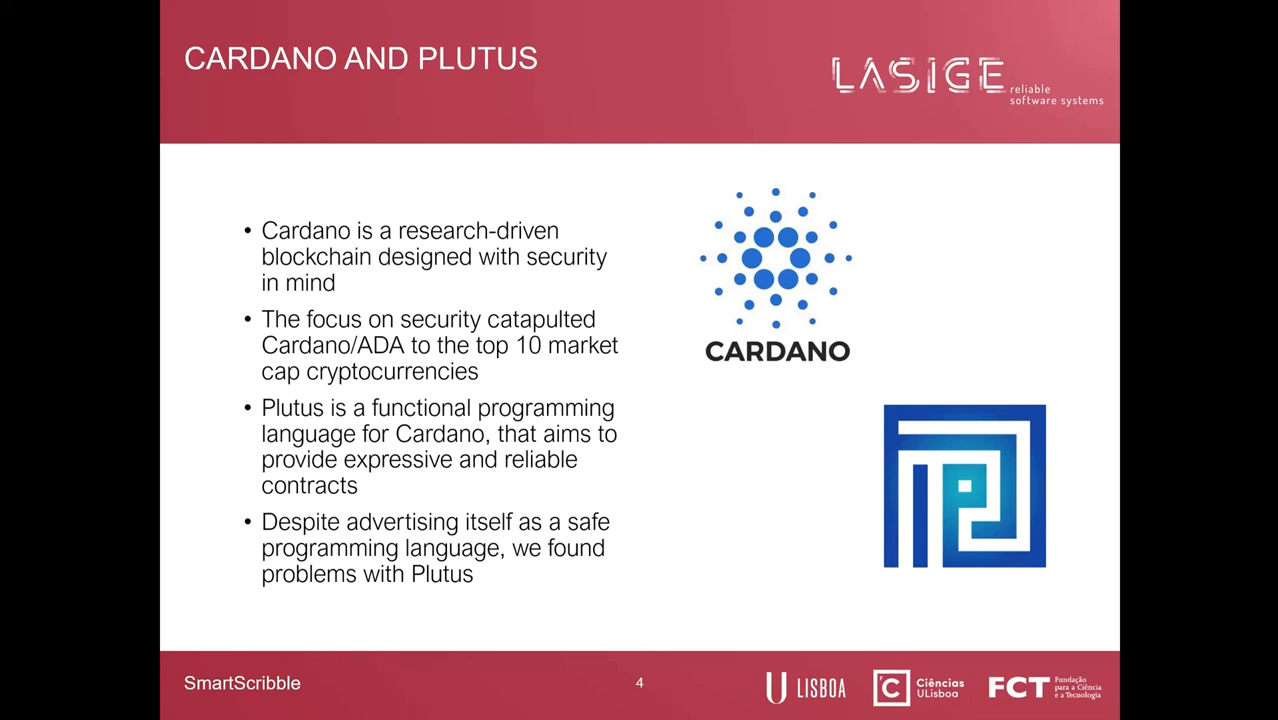 CARDANO AND PLUTUS
LASIGE
reliable
software systems
• Cardano is a research-driven
blockchain designed with security
in mind
• The focus on security catapulted
Cardano/ADA to the top 10 market
cap cryptocurrencies
• Plutus is a functional programming
language for Cardano, that aims to
provide expressive and reliable
contracts
• Despite advertising itself as a safe
programming language, we found
problems with Plutus
CARDANO
SmartScribble
4
U LISBOA
C Ciências
ULisboa
FCT Fundação
para a Ciência
e a Tecnologia